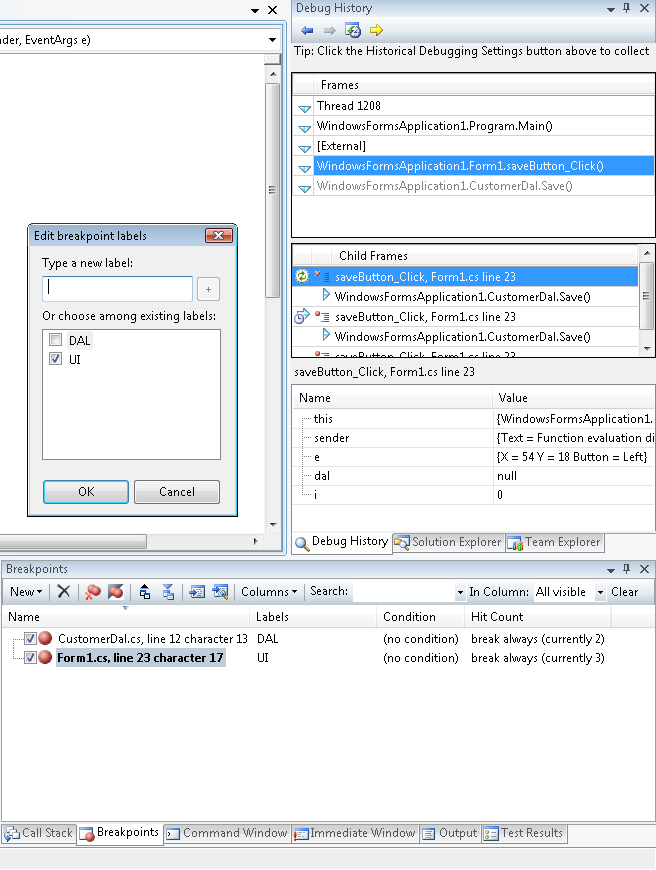 Debug History
nder, EventArgs e)
Tip: Click the Historical Debugging Settings button above to collect
Frames
Thread 1208
WindowsFormsApplication1.Program.Main()
[External]
WindowsFormsApplication1.Form1.saveButton_Click()
WindowsFormsApplication1.CustomerDal.Save()
Child Frames
saveButton_Click, Form1.cs line 23
WindowsFormsApplication1.CustomerDal.Save()
saveButton_Click, Form1.cs line 23
WindowsFormsApplication1.CustomerDal.Save()
saveButton_Click, Form1.cs line 23
saveButton_Click, Form1.cs line 23
Name Value
this {WindowsFormsApplication1.
sender {Text = Function evaluation di
e {X = 54 Y = 18 Button = Left}
dal null
i 0
Debug History Solution Explorer Team Explorer
Edit breakpoint labels
Type a new label:
+
Or choose among existing labels:
DAL
UI
OK Cancel
Breakpoints
New Columns Search: In Column: All visible Clear
Name Labels Condition Hit Count
CustomerDal.cs, line 12 character 13 DAL (no condition) break always (currently 2)
Form1.cs, line 23 character 17 UI (no condition) break always (currently 3)
Call Stack Breakpoints Command Window Immediate Window Output Test Results